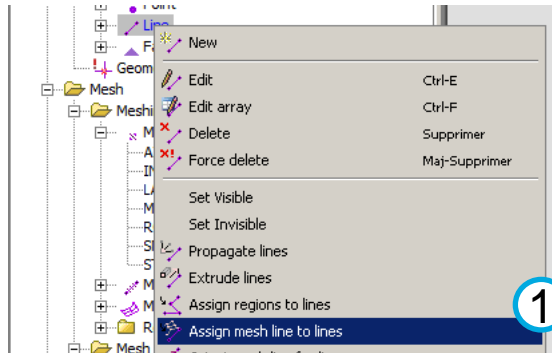 Point
Line
New
Geom
Edit Ctrl-E
Mesh
Edit array Ctrl-F
Meshi
Delete Supprimer
M
Force delete Maj-Supprimer
Set Visible
Set Invisible
Propagate lines
Extrude lines
M
Assign regions to lines
M
1
R
Assign mesh line to lines
Mesh